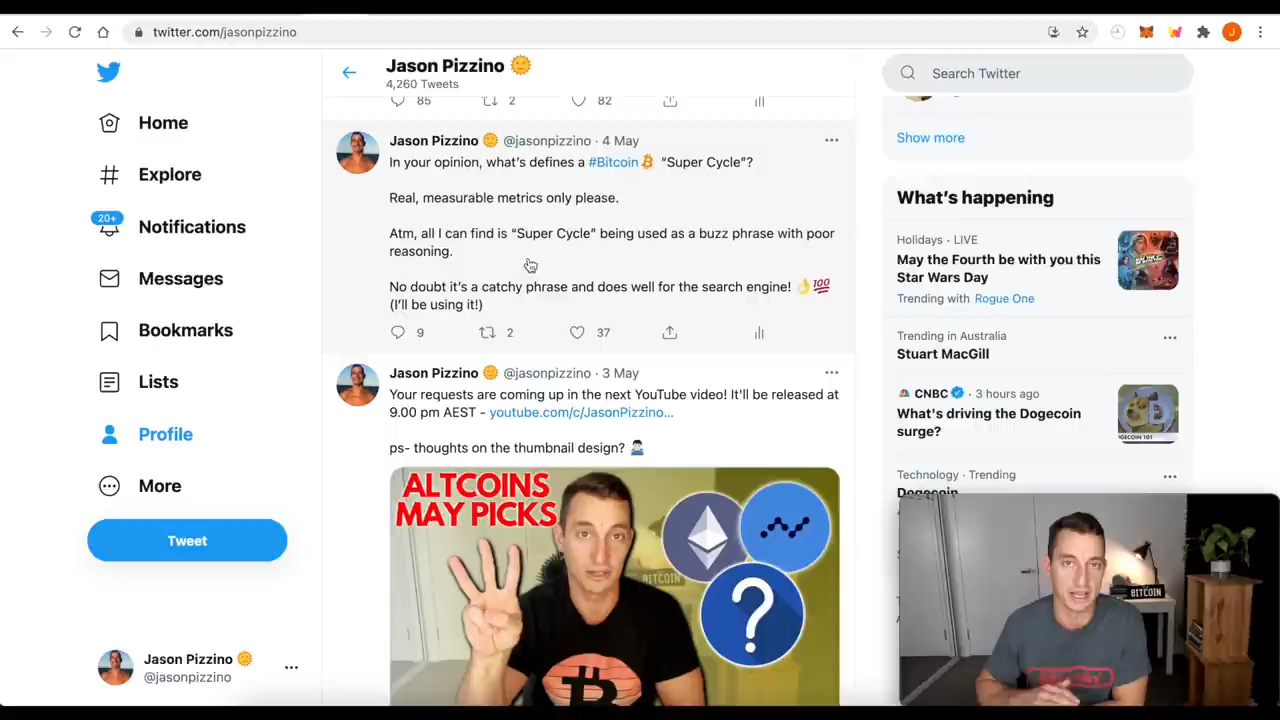 twitter.com/jasonpizzino
J
Home
Explore
20+
Notifications
Messages
Bookmarks
Lists
Profile
More
Tweet
Jason Pizzino
@jasonpizzino
Jason Pizzino
4,260 Tweets
85 2 82
Jason Pizzino @jasonpizzino · 4 May
In your opinion, what's defines a #Bitcoin "Super Cycle"?
Real, measurable metrics only please.
Atm, all I can find is "Super Cycle" being used as a buzz phrase with poor
reasoning.
No doubt it's a catchy phrase and does well for the search engine! 👌💯
(I'll be using it!)
9 2 37
Jason Pizzino @jasonpizzino · 3 May
Your requests are coming up in the next YouTube video! It'll be released at
9.00 pm AEST - youtube.com/c/JasonPizzino...
ps- thoughts on the thumbnail design?
ALTCOINS
MAY PICKS
BITCOIN
?
Search Twitter
Show more
What's happening
Holidays · LIVE
May the Fourth be with you this
Star Wars Day
Trending with Rogue One
Trending in Australia
Stuart MacGill
CNBC · 3 hours ago
What's driving the Dogecoin
surge?
Technology · Trending
Dogecoin
BITCOIN